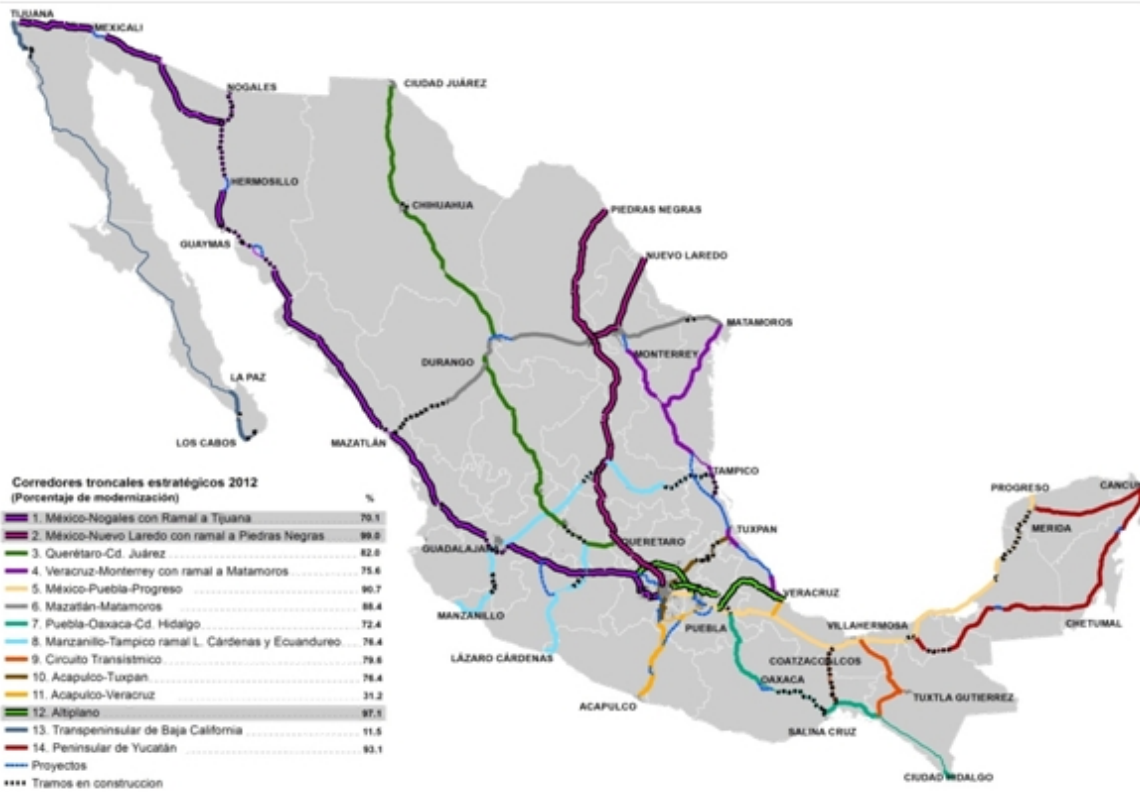 TIJUANA
MEXICALI
NOGALES
CIUDAD JUÁREZ
HERMOSILLO
CHIHUAHUA
PIEDRAS NEGRAS
GUAYMAS
NUEVO LAREDO
MATAMOROS
MONTERREY
DURANGO
LA PAZ
LOS CABOS
MAZATLÁN
TAMPICO
PROGRESO
CANCU
MERIDA
TUXPAN
QUERETARO
GUADALAJAR
VERACRUZ
MANZANILLO
PUEBLA
VILLAHERMOSA
CHETUMAL
LÁZARO CÁRDENAS
COATZACOALCOS
OAXACA
TUXTLA GUTIERREZ
ACAPULCO
SALINA CRUZ
CIUDAD HIDALGO
Corredores troncales estratégicos 2012
(Porcentaje de modernización) %
1. México-Nogales con Ramal a Tijuana 70.1
2. México-Nuevo Laredo con ramal a Piedras Negras 99.0
3. Querétaro-Cd. Juárez 82.0
4. Veracruz-Monterrey con ramal a Matamoros 75.6
5. México-Puebla-Progreso 90.7
6. Mazatlán-Matamoros 88.4
7. Puebla-Oaxaca-Cd. Hidalgo 72.4
8. Manzanillo-Tampico ramal L. Cárdenas y Ecuandureo 76.4
9. Circuito Transístmico 79.6
10. Acapulco-Tuxpan 76.4
11. Acapulco-Veracruz 31.2
12. Altiplano 97.1
13. Transpeninsular de Baja California 11.5
14. Peninsular de Yucatán 93.1
Proyectos
Tramos en construccion